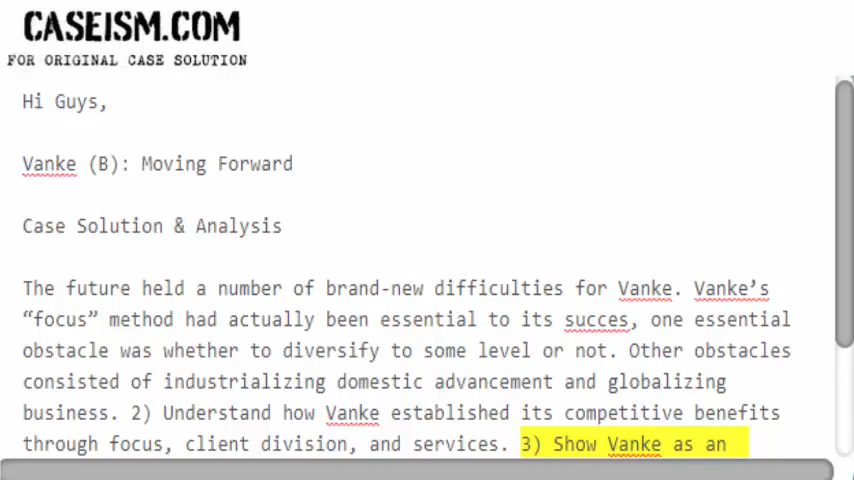 CASEISM.COM
FOR ORIGINAL CASE SOLUTION
Hi Guys,
Vanke (B): Moving Forward
Case Solution & Analysis
The future held a number of brand-new difficulties for Vanke. Vanke’s
“focus” method had actually been essential to its succes, one essential
obstacle was whether to diversify to some level or not. Other obstacles
consisted of industrializing domestic advancement and globalizing
business. 2) Understand how Vanke established its competitive benefits
through focus, client division, and services. 3) Show Vanke as an